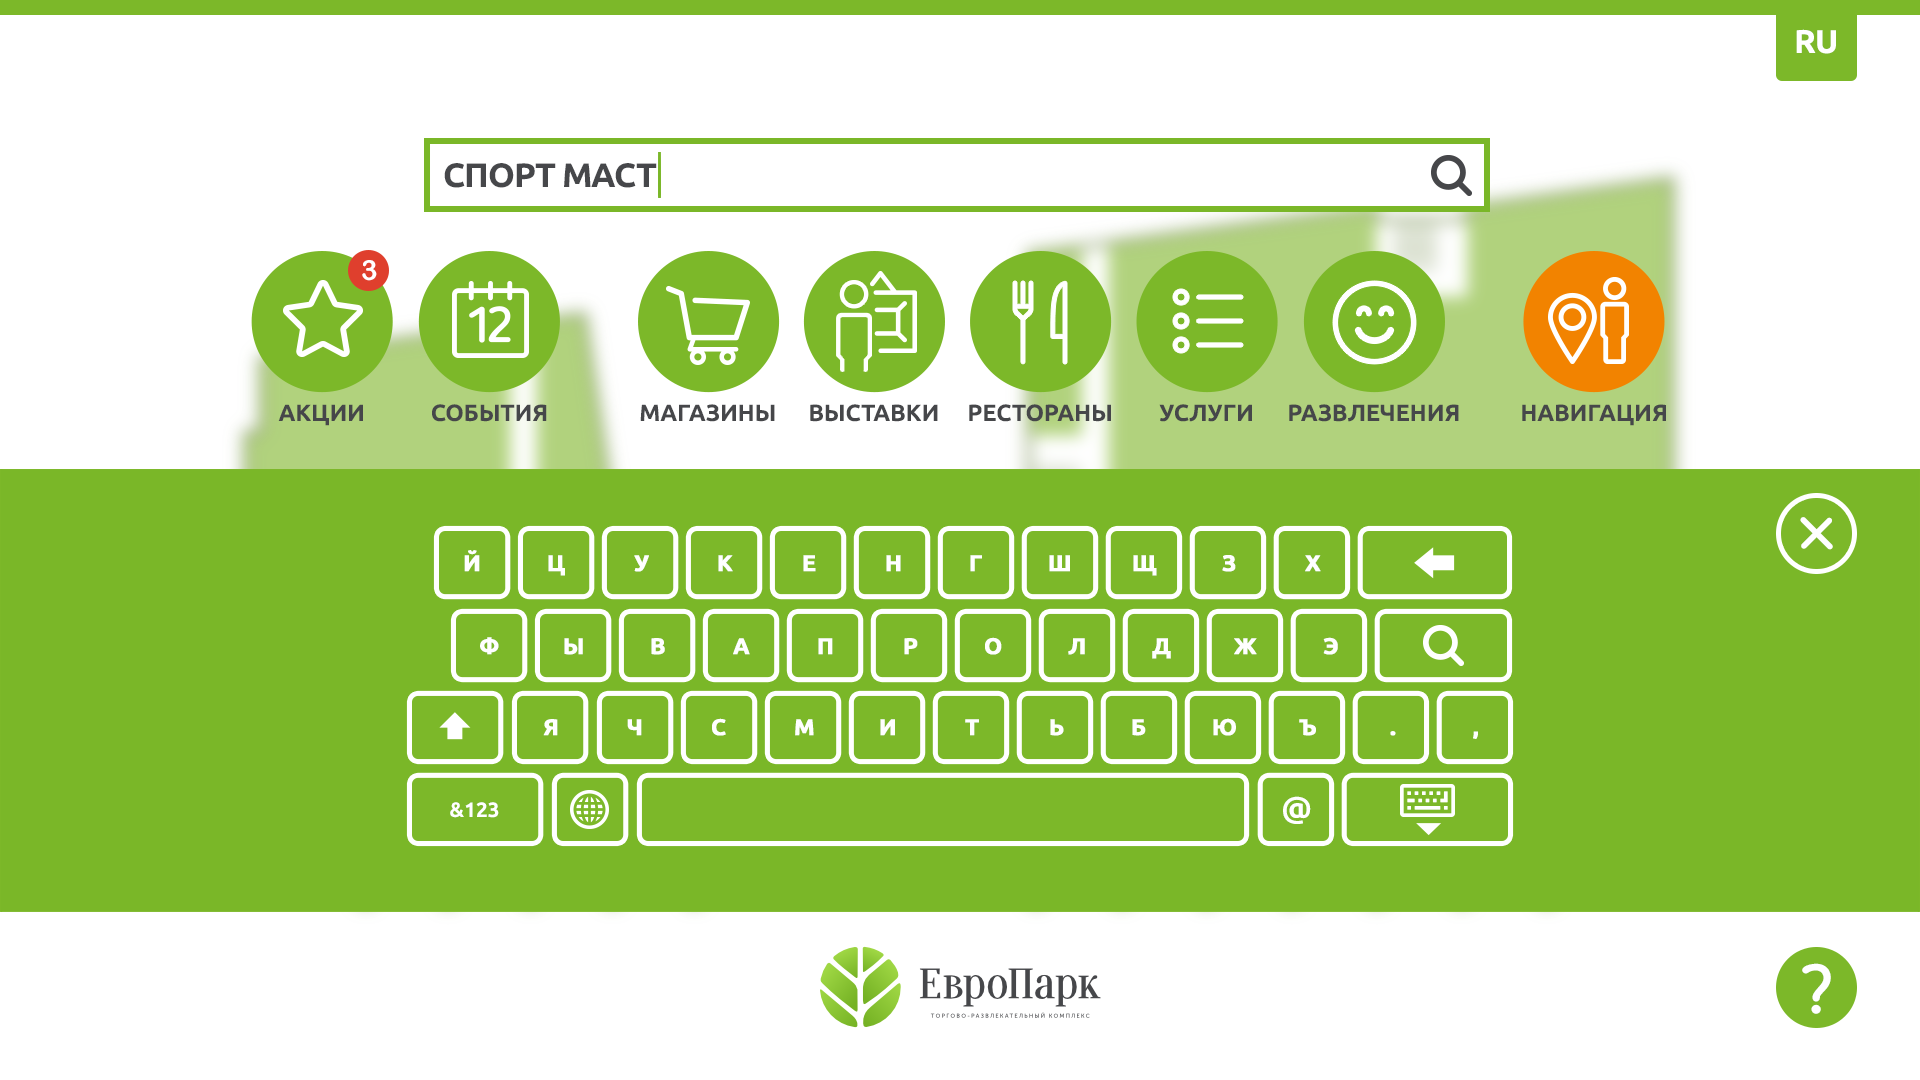 RU
СПОРТ МАСТ
3
12
АКЦИИ СОБЫТИЯ МАГАЗИНЫ ВЫСТАВКИ РЕСТОРАНЫ УСЛУГИ РАЗВЛЕЧЕНИЯ НАВИГАЦИЯ
Й Ц У К Е Н Г Ш Щ З Х
Ф Ы В А П Р О Л Д Ж Э
Я Ч С М И Т Ь Б Ю Ъ . ,
&123 @
ЕвроПарк
ТОРГОВО-РАЗВЛЕКАТЕЛЬНЫЙ КОМПЛЕКС
?